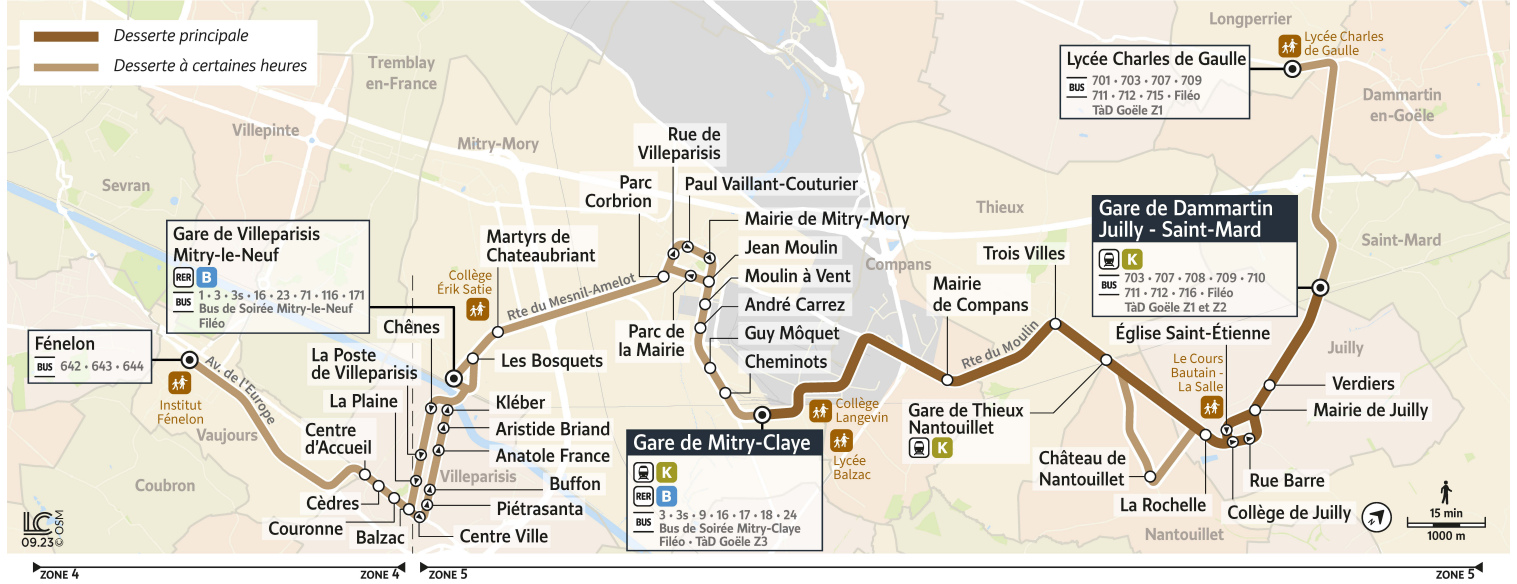 Desserte principale
Desserte à certaines heures
Tremblay
en-France
Villepinte
Sevran
Mitry-Mory
Longperrier
Lycée Charles
de Gaulle
Lycée Charles de Gaulle
BUS
701 • 703 • 707 • 709
711 • 712 • 715 • Filéo
TàD Goële Z1
Dammartin
en-Goële
Rue de
Villeparisis
Parc
Corbrion
Paul Vaillant-Couturier
Mairie de Mitry-Mory
Jean Moulin
Moulin à Vent
André Carrez
Guy Môquet
Cheminots
Parc de
la Mairie
Thieux
Compans
Saint-Mard
Gare de Dammartin
Juilly - Saint-Mard
K
BUS
703 • 707 • 708 • 709 • 710
711 • 712 • 716 • Filéo
TàD Goële Z1 et Z2
Gare de Villeparisis
Mitry-le-Neuf
RER B
BUS
1 • 3 • 3s • 16 • 23 • 71 • 116 • 171
Bus de Soirée Mitry-le-Neuf
Filéo
Martyrs de
Chateaubriant
Collège
Érik Satie
Rte du Mesnil-Amelot
Fénelon
BUS
642 • 643 • 644
Institut
Fénelon
Av. de l'Europe
Vaujours
Coubron
Chênes
La Poste
de Villeparisis
La Plaine
Centre
d'Accueil
Cèdres
Couronne
Balzac
Les Bosquets
Kléber
Aristide Briand
Anatole France
Villeparisis
Buffon
Piétrasanta
Centre Ville
Gare de Mitry-Claye
K
RER B
BUS
3 • 3s • 9 • 16 • 17 • 18 • 24
Bus de Soirée Mitry-Claye
Filéo • TàD Goële Z3
Collège
Langevin
Lycée
Balzac
Mairie
de Compans
Trois Villes
Rte du Moulin
Gare de Thieux
Nantouillet
K
Château de
Nantouillet
La Rochelle
Nantouillet
Église Saint-Étienne
Le Cours
Bautain -
La Salle
Juilly
Verdiers
Mairie de Juilly
Rue Barre
Collège de Juilly
N
15 min
1000 m
LC
09.23
© OSM
ZONE 4
ZONE 4
ZONE 5
ZONE 5